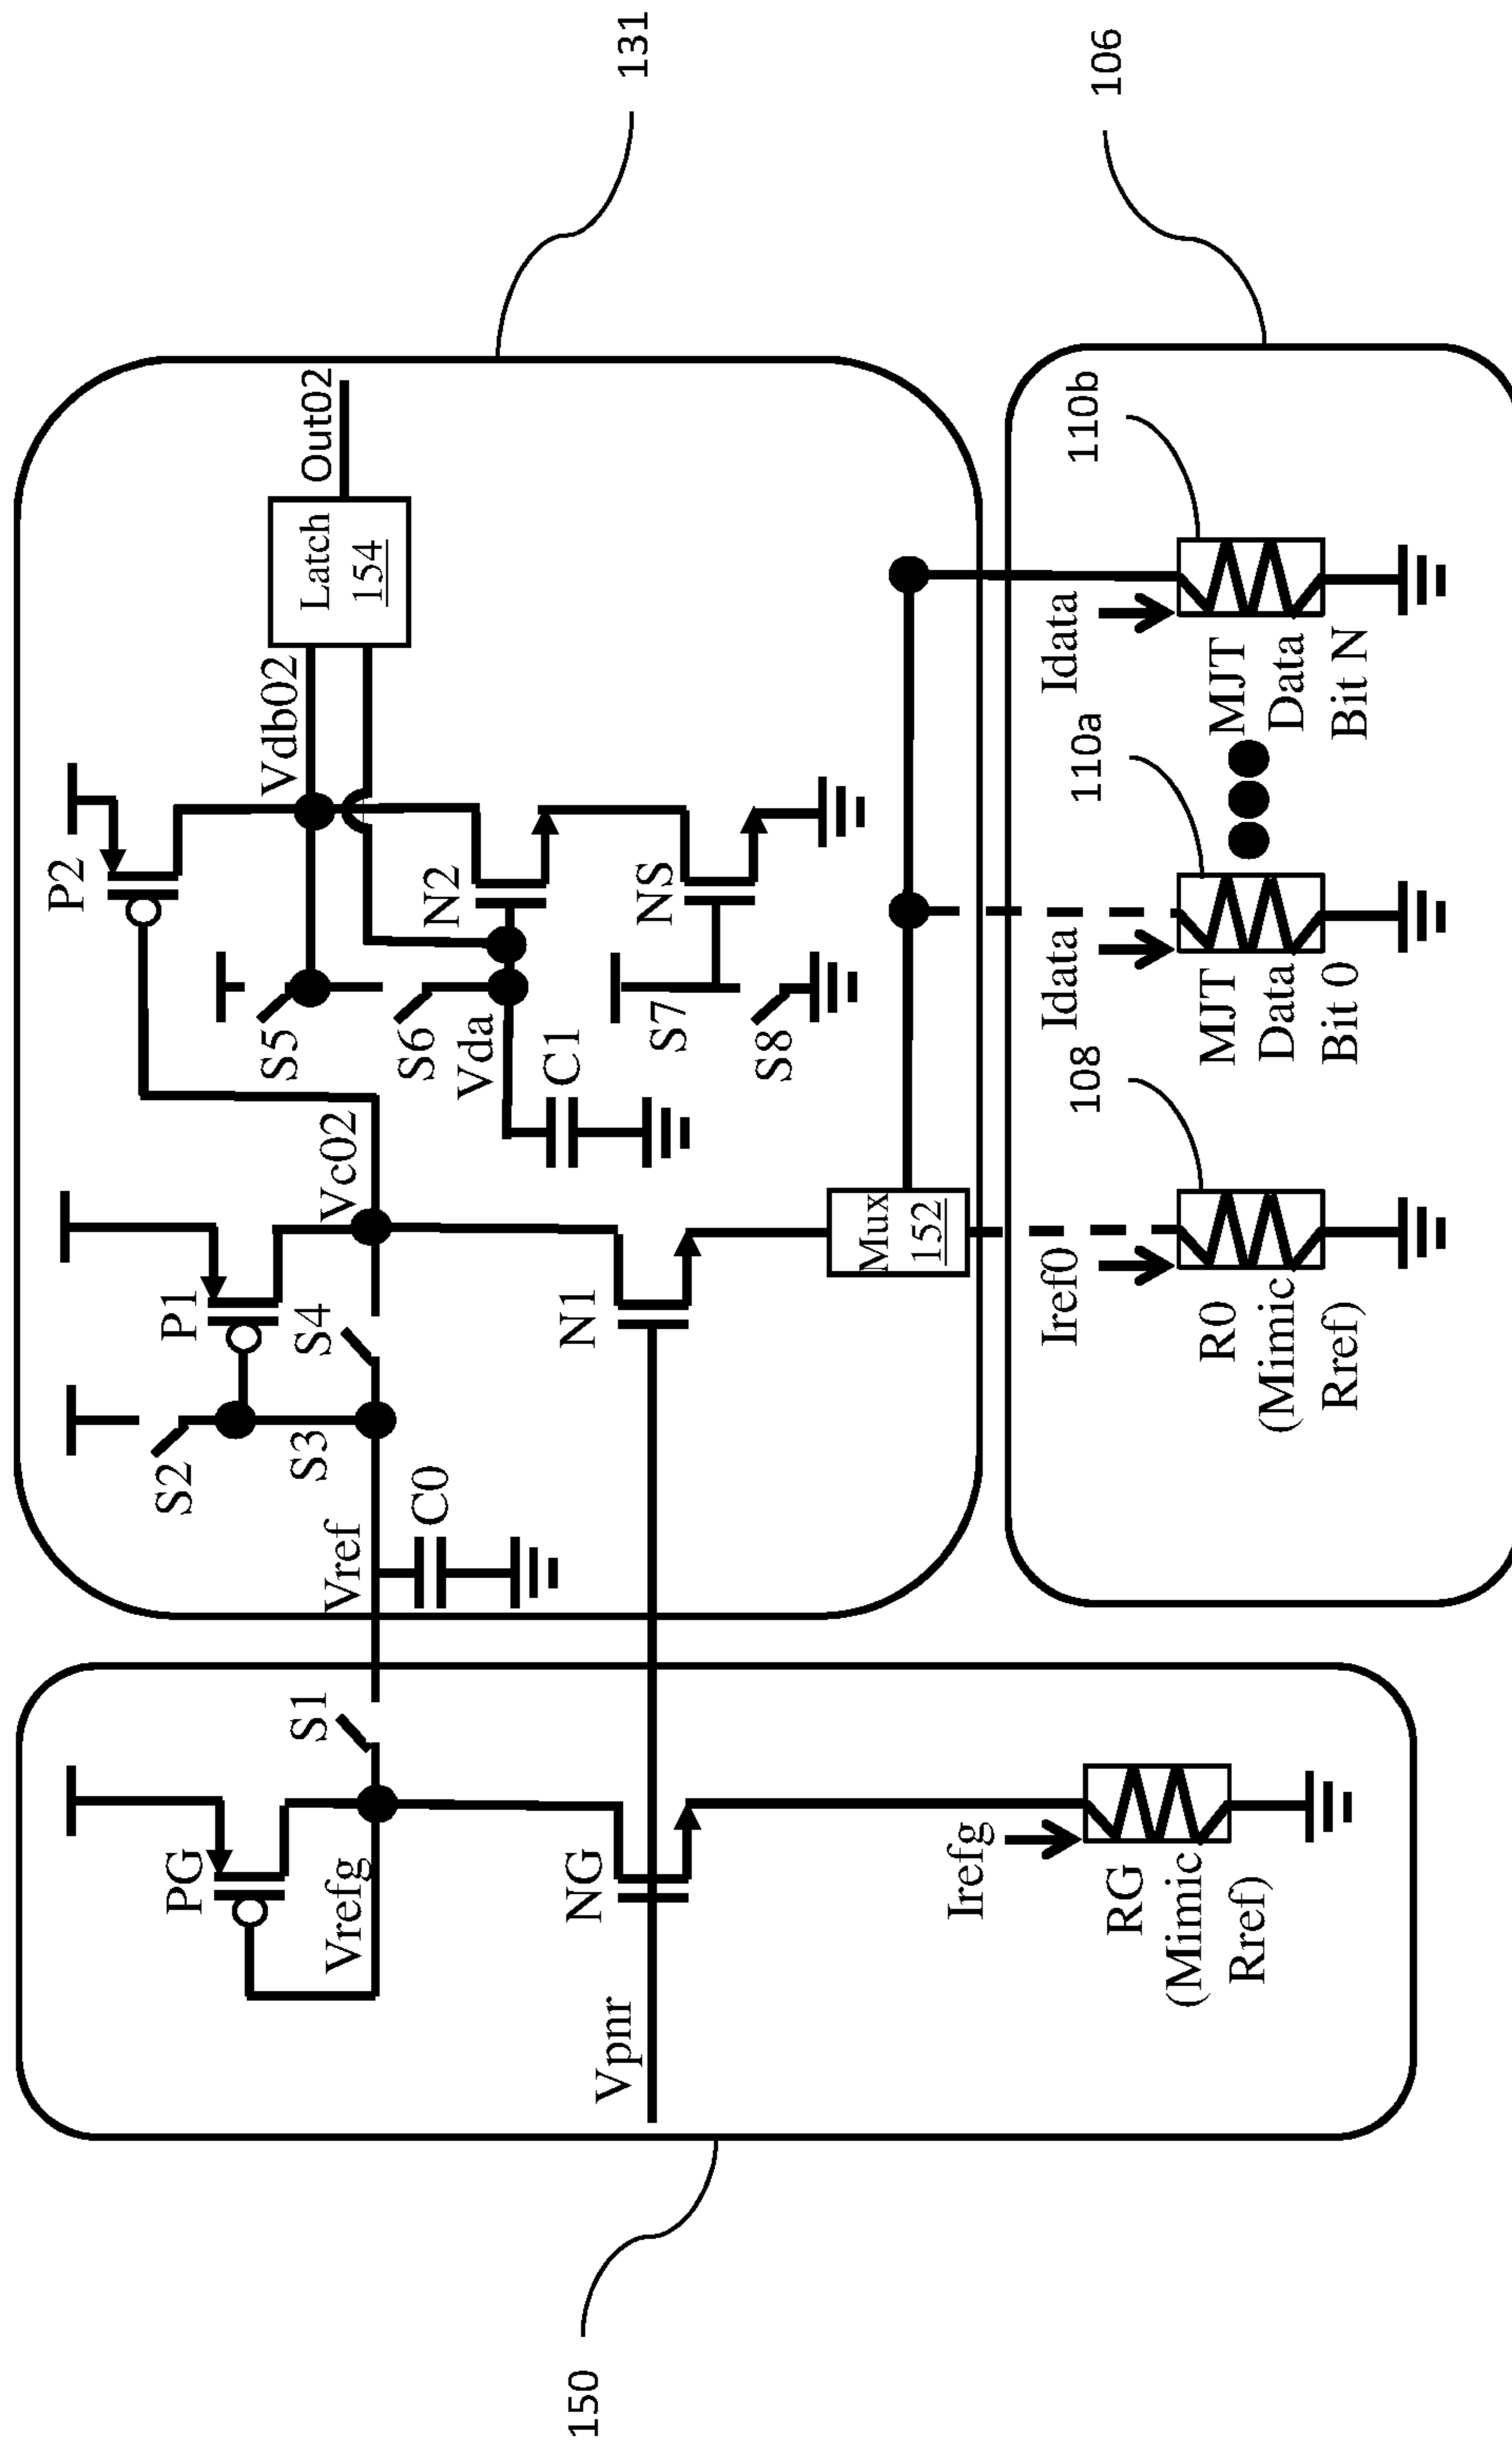 150
131
106
PG
Vrefg
S1
NG
Vpnr
Irefg
RG
(Mimic
Rref)
Vref
C0
S2
S3
P1
S4
Vc02
N1
Mux
152
P2
S5
S6
Vda
C1
N2
NS
S7
S8
Vdb02
Latch
154
Out02
Iref0
108
R0
(Mimic
Rref)
Idata
110a
MJT
Data
Bit 0
Idata
110b
MJT
Data
Bit N